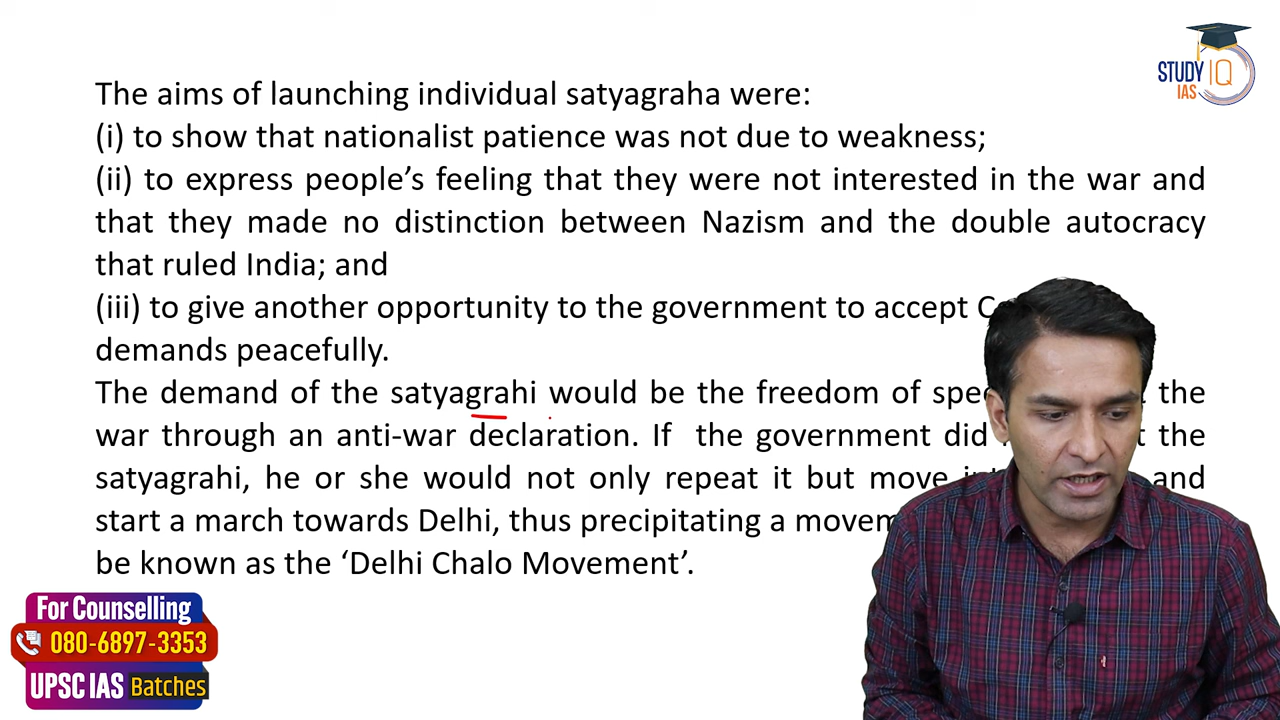 The aims of launching individual satyagraha were:
(i) to show that nationalist patience was not due to weakness;
(ii) to express people’s feeling that they were not interested in the war and
that they made no distinction between Nazism and the double autocracy
that ruled India; and
(iii) to give another opportunity to the government to accept
demands peacefully.
The demand of the satyagrahi would be the freedom of the
war through an anti-war declaration. If the government did the
satyagrahi, he or she would not only repeat it but move and
start a march towards Delhi, thus precipitating a
be known as the ‘Delhi Chalo Movement’.
STUDY IQ
IAS
For Counselling
080-6897-3353
UPSC IAS Batches